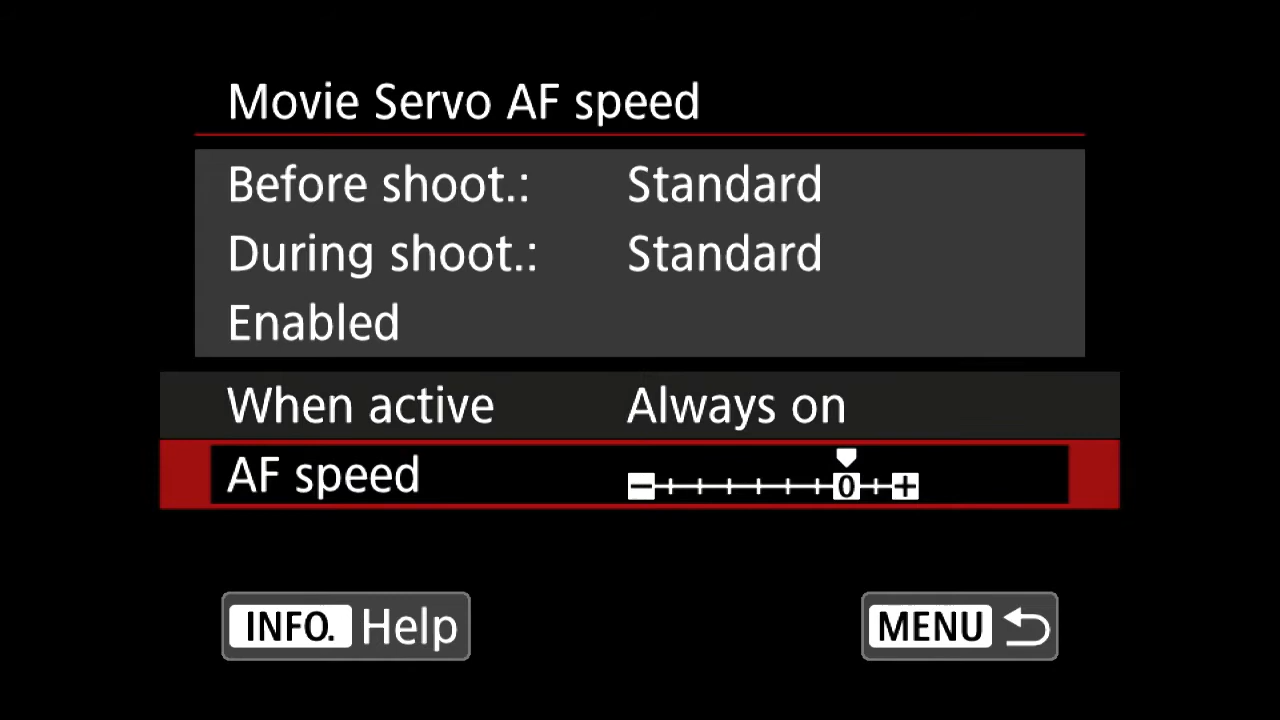 Movie Servo AF speed
Before shoot.: Standard
During shoot.: Standard
Enabled
When active Always on
AF speed − 0 +
INFO. Help MENU